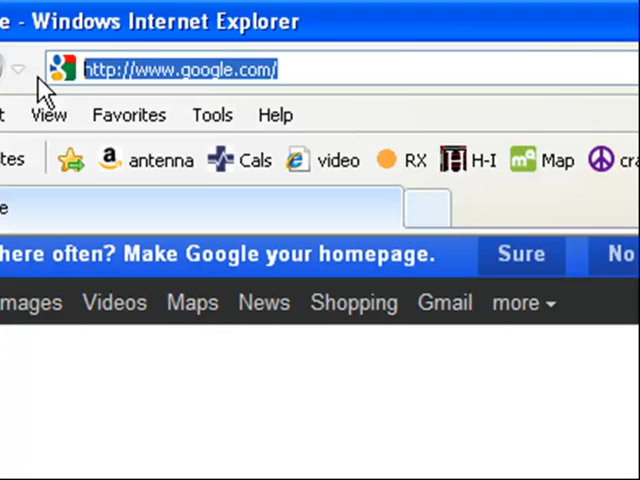 e - Windows Internet Explorer
http://www.google.com/
t View Favorites Tools Help
tes antenna Cals video RX H-I mq Map cra
e
here often? Make Google your homepage. Sure No
mages Videos Maps News Shopping Gmail more